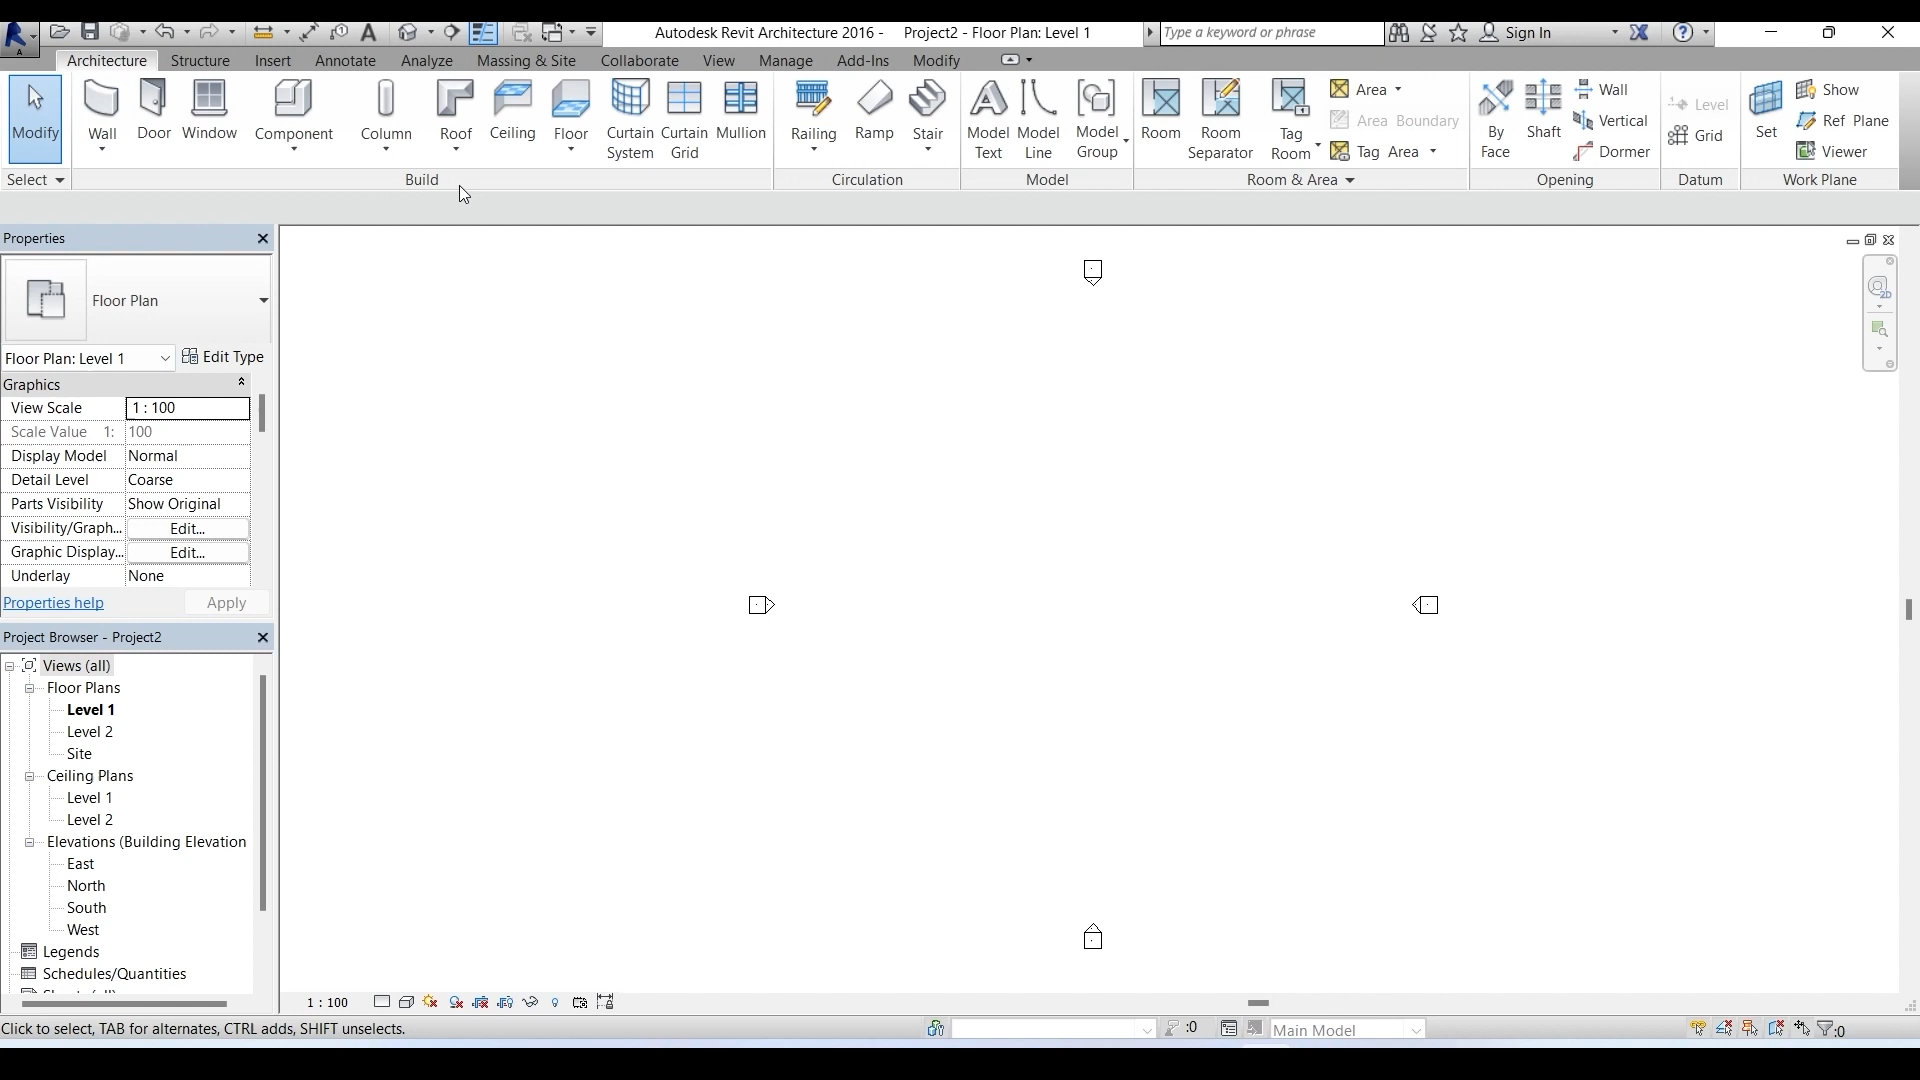 Autodesk Revit Architecture 2016 - Project2 - Floor Plan: Level 1
Type a keyword or phrase
Sign In
Architecture Structure Insert Annotate Analyze Massing & Site Collaborate View Manage Add-Ins Modify
Modify
Wall Door Window Component Column Roof Ceiling Floor Curtain System Curtain Grid Mullion
Railing Ramp Stair
Model Text Model Line Model Group
Room Room Separator Tag Room
Area
Area Boundary
Tag Area
By Face Shaft
Wall
Vertical
Dormer
Level
Grid
Set
Show
Ref Plane
Viewer
Select Build Circulation Model Room & Area Opening Datum Work Plane
Properties
Floor Plan
Floor Plan: Level 1 Edit Type
Graphics
View Scale 1 : 100
Scale Value 1: 100
Display Model Normal
Detail Level Coarse
Parts Visibility Show Original
Visibility/Graph... Edit...
Graphic Display... Edit...
Underlay None
Properties help Apply
Project Browser - Project2
Views (all)
Floor Plans
Level 1
Level 2
Site
Ceiling Plans
Level 1
Level 2
Elevations (Building Elevation
East
North
South
West
Legends
Schedules/Quantities
2D
1 : 100
Click to select, TAB for alternates, CTRL adds, SHIFT unselects.
:0
Main Model
:0